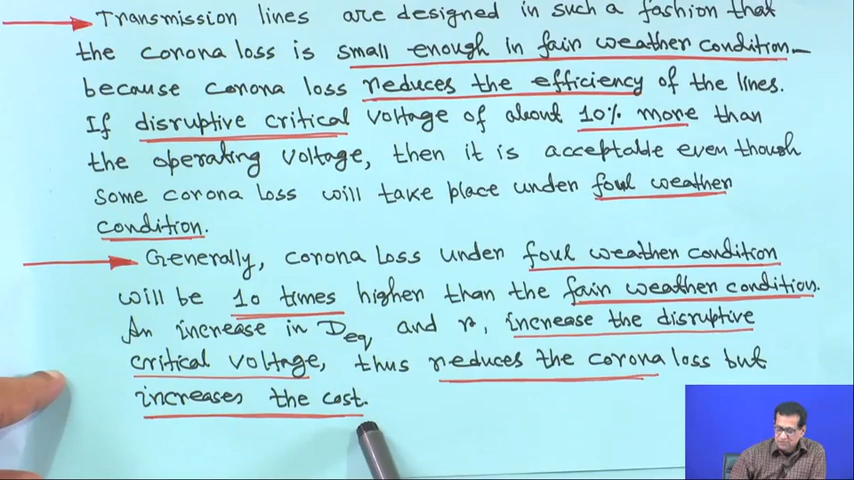 Transmission lines are designed in such a fashion that
the corona loss is small enough in fair weather condition
because corona loss reduces the efficiency of the lines.
If disruptive critical voltage of about 10% more than
the operating voltage, then it is acceptable even though
some corona loss will take place under foul weather
condition.
Generally, corona loss under foul weather condition
will be 10 times higher than the fair weather condition.
An increase in Deq and r, increase the disruptive
critical voltage, thus reduces the corona loss but
increases the cost.